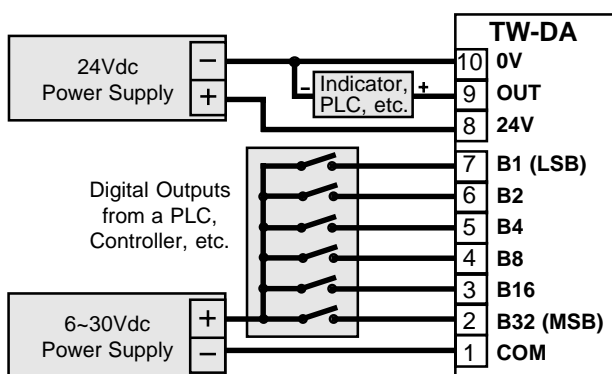 TW-DA
24Vdc
Power Supply
−
+
− Indicator, +
PLC, etc.
10 0V
9 OUT
8 24V
7 B1 (LSB)
6 B2
5 B4
4 B8
3 B16
2 B32 (MSB)
1 COM
Digital Outputs
from a PLC,
Controller, etc.
6~30Vdc
Power Supply
+
−